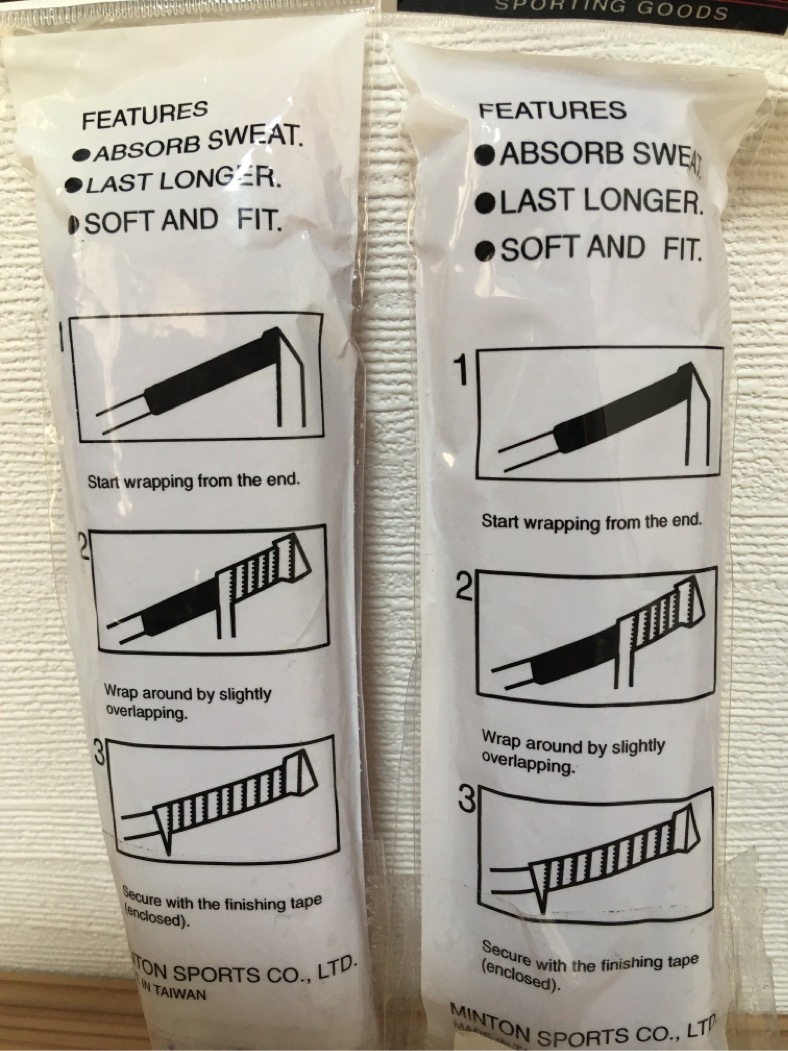 SPORTING GOODS
FEATURES
●ABSORB SWEAT.
●LAST LONGER.
●SOFT AND FIT.
1
Start wrapping from the end.
2
Wrap around by slightly
overlapping.
3
Secure with the finishing tape
(enclosed).
INTON SPORTS CO., LTD.
IN TAIWAN
FEATURES
●ABSORB SWEAT.
●LAST LONGER.
●SOFT AND FIT.
1
Start wrapping from the end.
2
Wrap around by slightly
overlapping.
3
Secure with the finishing tape
(enclosed).
MINTON SPORTS CO., LTD